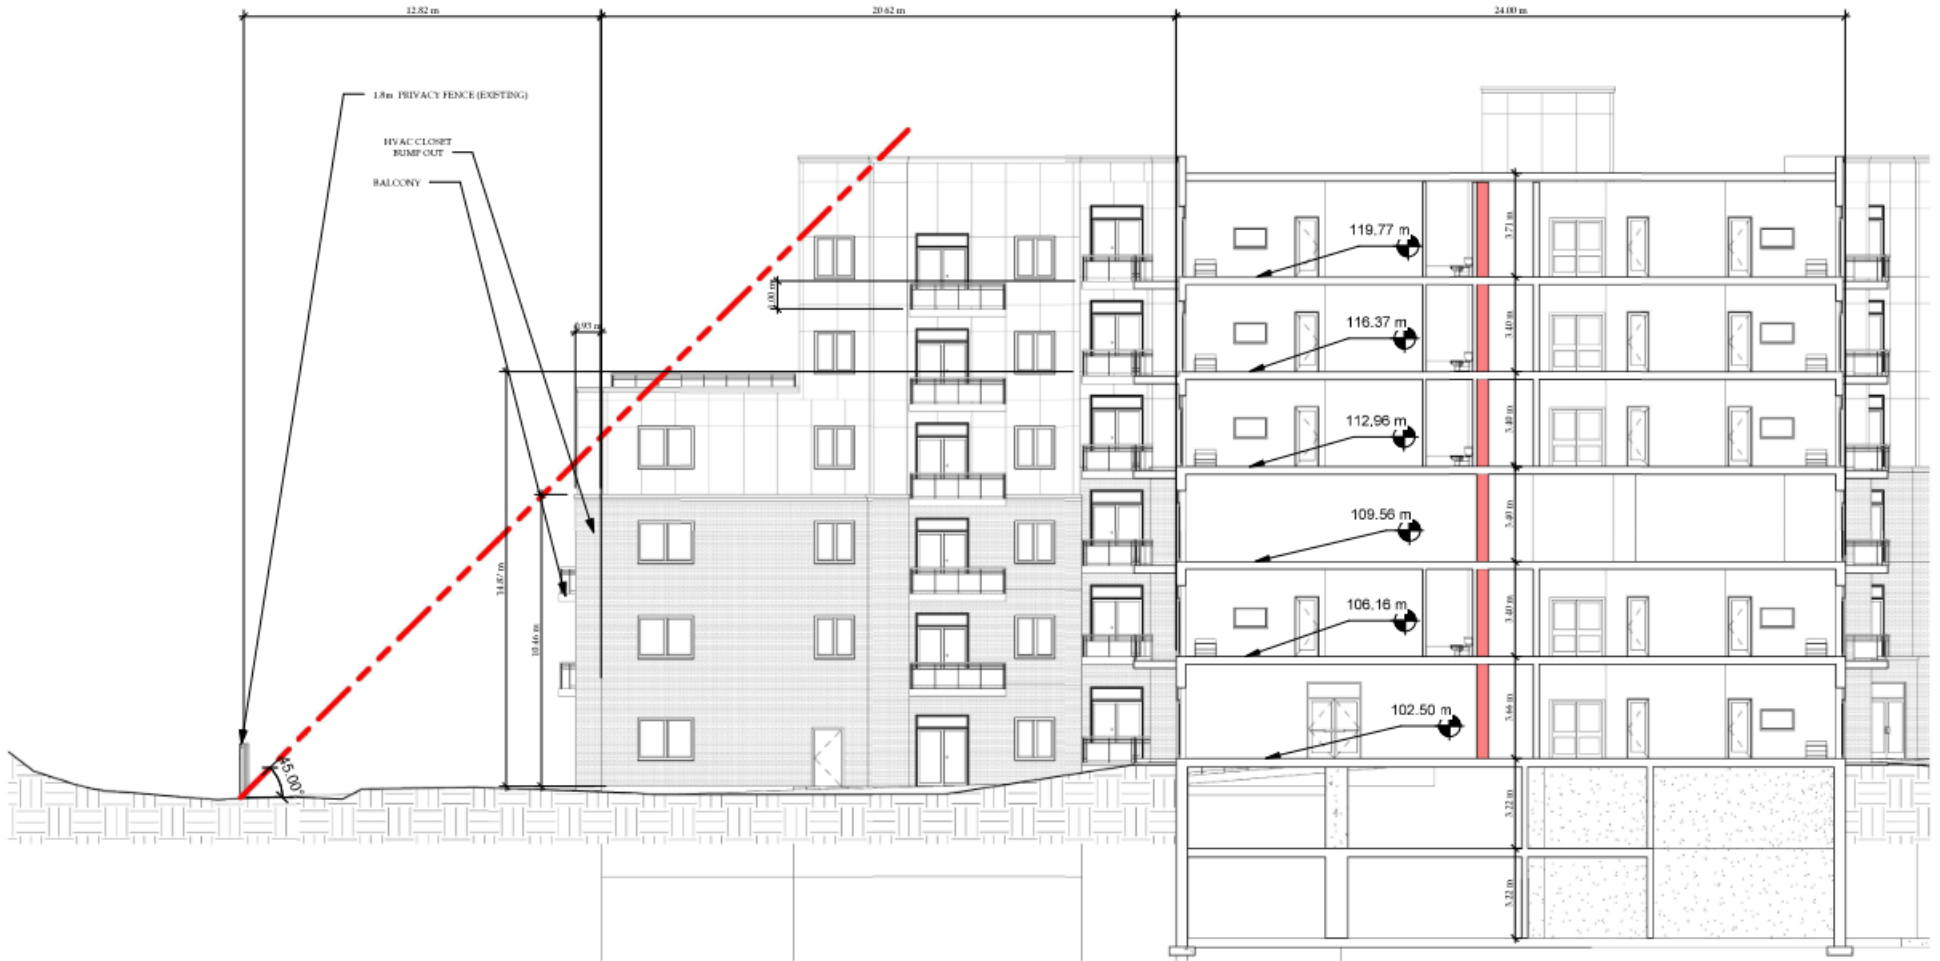 12.82 m
20.62 m
24.00 m
1.8m PRIVACY FENCE (EXISTING)
HVAC CLOSET
BUMP OUT
BALCONY
0.93 m
1.00 m
14.87 m
10.46 m
45.00°
119.77 m
116.37 m
112.96 m
109.56 m
106.16 m
102.50 m
3.71 m
3.40 m
3.40 m
3.40 m
3.40 m
3.66 m
3.22 m
3.22 m